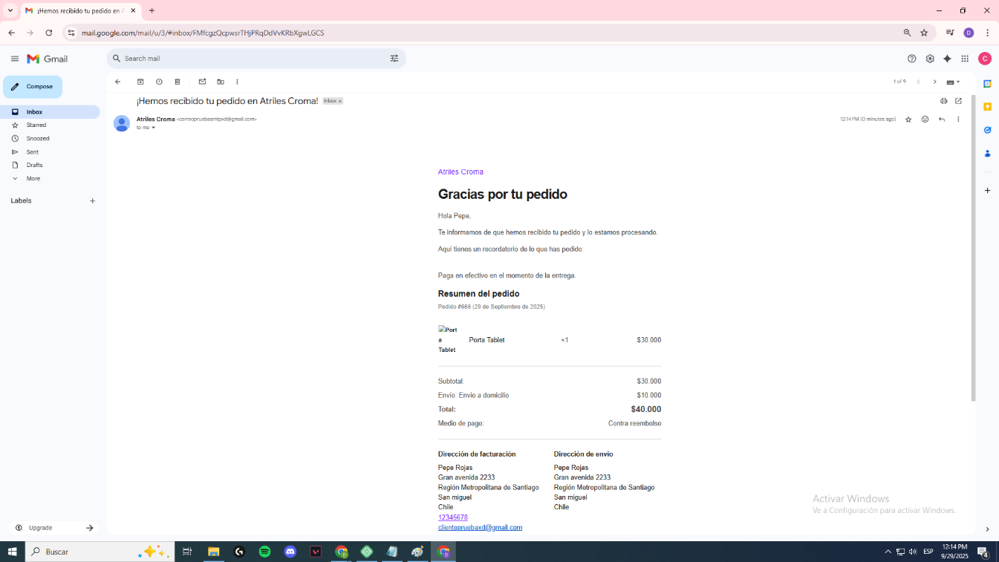 ¡Hemos recibido tu pedido en A
mail.google.com/mail/u/3/#inbox/FMfcgzQcpwsrTHjPRqDdVvKRbXgwLGCS
D
Gmail
Search mail
C
Compose
1 of 9
¡Hemos recibido tu pedido en Atriles Croma! Inbox x
Inbox
Atriles Croma <correopruebasmtpxd@gmail.com>
12:14 PM (0 minutes ago)
to me
Starred
Snoozed
Sent
Drafts
More
Labels
Atriles Croma
Gracias por tu pedido
Hola Pepe,
Te informamos de que hemos recibido tu pedido y lo estamos procesando.
Aquí tienes un recordatorio de lo que has pedido:
Paga en efectivo en el momento de la entrega.
Resumen del pedido
Pedido #666 (29 de Septiembre de 2025)
Port
a
Tablet
Porta Tablet ×1 $30.000
Subtotal: $30.000
Envío: Envio a domicilio $10.000
Total: $40.000
Medio de pago: Contra reembolso
Dirección de facturación
Pepe Rojas
Gran avenida 2233
Región Metropolitana de Santiago
San miguel
Chile
12345678
clientepruebaxd@gmail.com
Dirección de envío
Pepe Rojas
Gran avenida 2233
Región Metropolitana de Santiago
San miguel
Chile
Activar Windows
Ve a Configuración para activar Windows.
Upgrade
Buscar
ESP
12:14 PM
9/29/2025
4